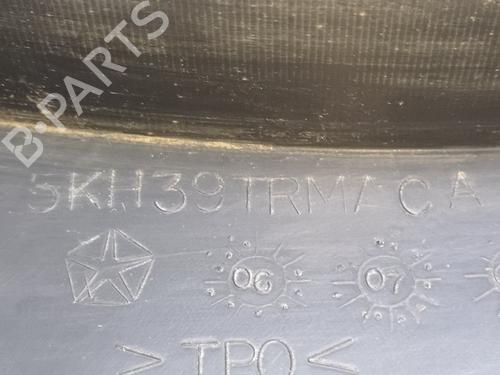 B-PARTS
5KH39TRMACA
06 07
>TPO<